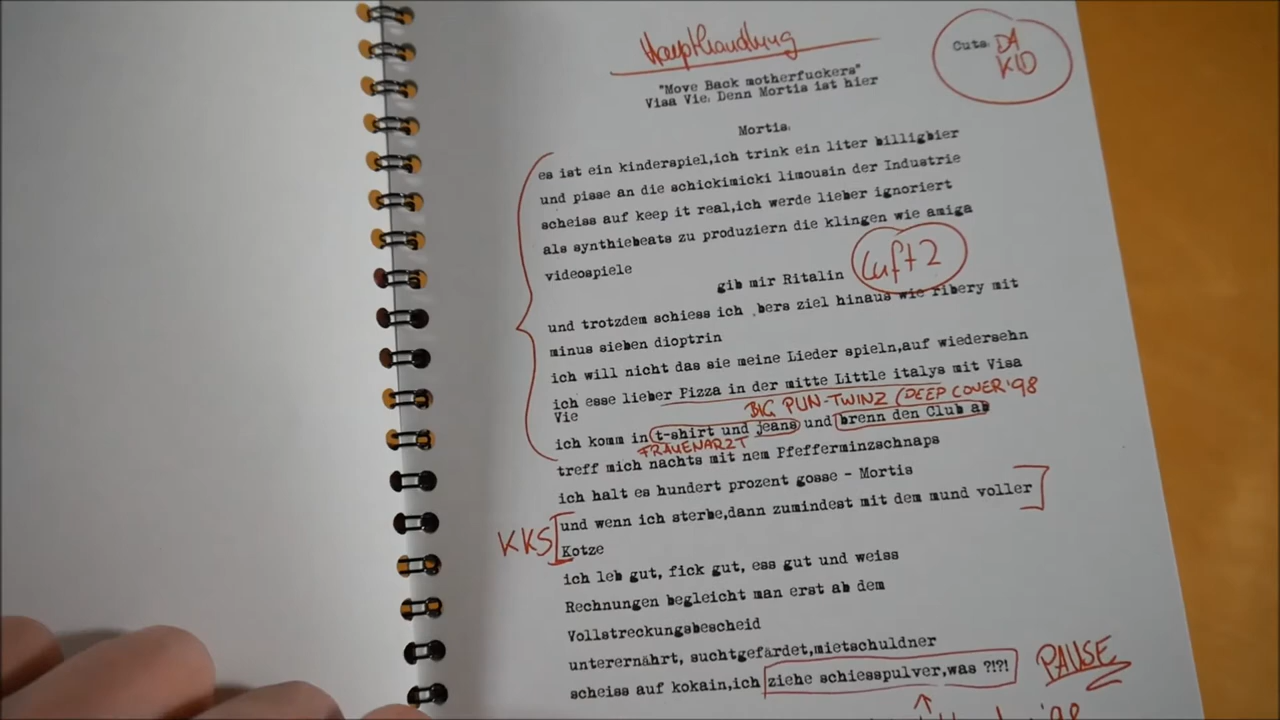 Haupthandlung
Cuts: DA
KID
"Move Back motherfuckers"
Visa Vie. Denn Mortis ist hier
Mortis.
es ist ein kinderspiel,ich trink ein liter billigbier
und pisse an die schickimicki limousin der Industrie
scheiss auf keep it real,ich werde lieber ignoriert
als synthiebeats zu produziern die klingen wie amiga
videospiele
gib mir Ritalin
Luft 2
und trotzdem schiess ich .bers ziel hinaus wie ribery mit
minus sieben dioptrin
ich will nicht das sie meine Lieder spieln,auf wiedersehn
ich esse lieber Pizza in der mitte Little italys mit Visa
Vie
BIG PUN-TWINZ (DEEP COVER '98
ich komm in t-shirt und jeans und brenn den Club ab
FRAUENARZT
treff mich nachts mit nem Pfefferminzschnaps
ich halt es hundert prozent gosse - Mortis
KKS
und wenn ich sterbe,dann zumindest mit dem mund voller
Kotze
ich leb gut, fick gut, ess gut und weiss
Rechnungen begleicht man erst ab dem
Vollstreckungsbescheid
unterernährt, suchtgefärdet,mietschuldner
scheiss auf kokain,ich ziehe schiesspulver,was ?!?!
PAUSE
'98